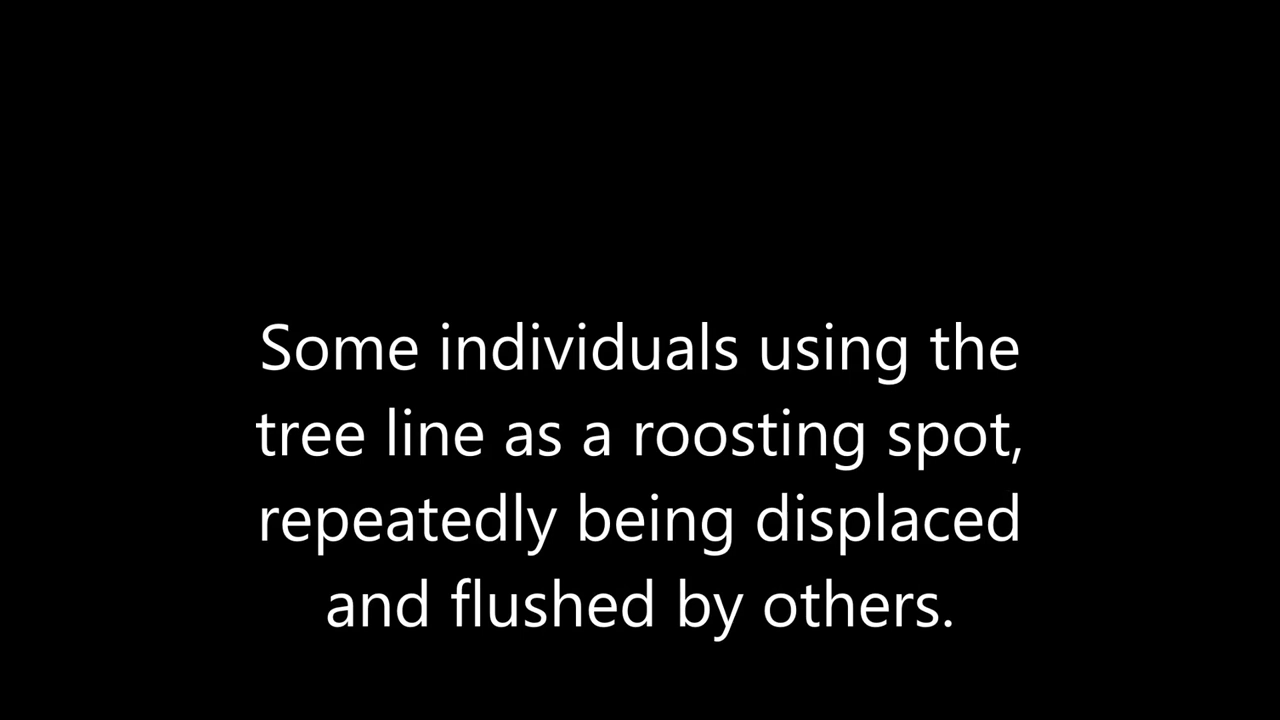 Some individuals using the
tree line as a roosting spot,
repeatedly being displaced
and flushed by others.